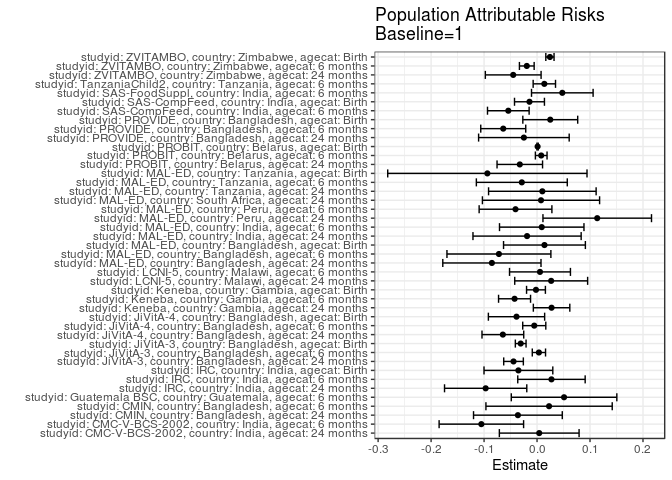 Population Attributable Risks
Baseline=1
studyid: ZVITAMBO, country: Zimbabwe, agecat: Birth
studyid: ZVITAMBO, country: Zimbabwe, agecat: 6 months
studyid: ZVITAMBO, country: Zimbabwe, agecat: 24 months
studyid: TanzaniaChild2, country: Tanzania, agecat: 6 months
studyid: SAS-FoodSuppl, country: India, agecat: 6 months
studyid: SAS-CompFeed, country: India, agecat: Birth
studyid: SAS-CompFeed, country: India, agecat: 6 months
studyid: PROVIDE, country: Bangladesh, agecat: Birth
studyid: PROVIDE, country: Bangladesh, agecat: 6 months
studyid: PROVIDE, country: Bangladesh, agecat: 24 months
studyid: PROBIT, country: Belarus, agecat: Birth
studyid: PROBIT, country: Belarus, agecat: 6 months
studyid: PROBIT, country: Belarus, agecat: 24 months
studyid: MAL-ED, country: Tanzania, agecat: Birth
studyid: MAL-ED, country: Tanzania, agecat: 6 months
studyid: MAL-ED, country: Tanzania, agecat: 24 months
studyid: MAL-ED, country: South Africa, agecat: 24 months
studyid: MAL-ED, country: Peru, agecat: 6 months
studyid: MAL-ED, country: Peru, agecat: 24 months
studyid: MAL-ED, country: India, agecat: 6 months
studyid: MAL-ED, country: India, agecat: 24 months
studyid: MAL-ED, country: Bangladesh, agecat: Birth
studyid: MAL-ED, country: Bangladesh, agecat: 6 months
studyid: MAL-ED, country: Bangladesh, agecat: 24 months
studyid: LCNI-5, country: Malawi, agecat: 6 months
studyid: LCNI-5, country: Malawi, agecat: 24 months
studyid: Keneba, country: Gambia, agecat: Birth
studyid: Keneba, country: Gambia, agecat: 6 months
studyid: Keneba, country: Gambia, agecat: 24 months
studyid: JiVitA-4, country: Bangladesh, agecat: Birth
studyid: JiVitA-4, country: Bangladesh, agecat: 6 months
studyid: JiVitA-4, country: Bangladesh, agecat: 24 months
studyid: JiVitA-3, country: Bangladesh, agecat: Birth
studyid: JiVitA-3, country: Bangladesh, agecat: 6 months
studyid: JiVitA-3, country: Bangladesh, agecat: 24 months
studyid: IRC, country: India, agecat: Birth
studyid: IRC, country: India, agecat: 6 months
studyid: IRC, country: India, agecat: 24 months
studyid: Guatemala BSC, country: Guatemala, agecat: 6 months
studyid: CMIN, country: Bangladesh, agecat: 6 months
studyid: CMIN, country: Bangladesh, agecat: 24 months
studyid: CMC-V-BCS-2002, country: India, agecat: 6 months
studyid: CMC-V-BCS-2002, country: India, agecat: 24 months
-0.3 -0.2 -0.1 0.0 0.1 0.2
Estimate